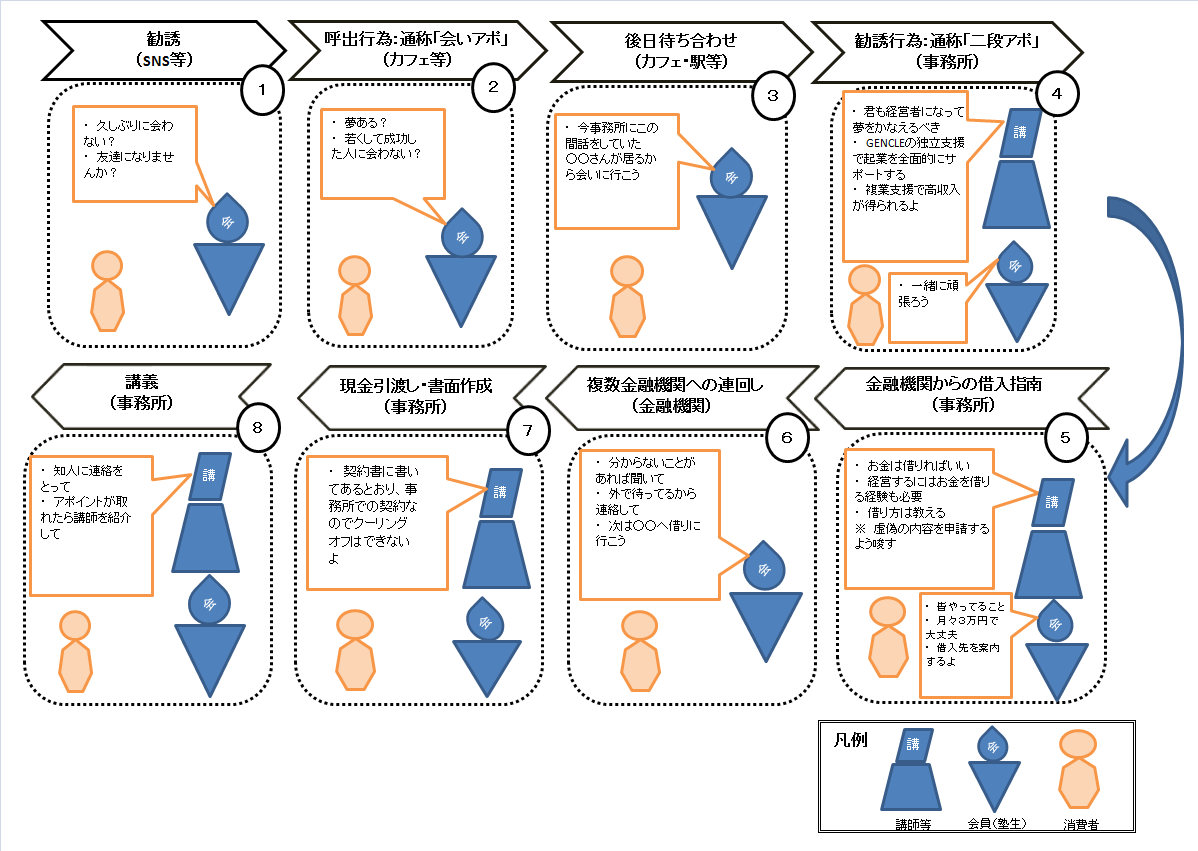 勧誘
(SNS等)
1
・ 久しぶりに会わ
ない?
・ 友達になりませ
んか?
会
呼出行為:通称「会いアポ」
(カフェ等)
2
・ 夢ある?
・ 若くして成功し
た人に会わない?
会
後日待ち合わせ
(カフェ・駅等)
3
・ 今事務所にこの
間話をしていた
〇〇さんが居るか
ら会いに行こう
会
勧誘行為:通称「二段アポ」
(事務所)
4
・ 君も経営者になって
夢をかなえるべき
・ GENCLEの独立支援
で起業を全面的にサ
ポートする
・ 複業支援で高収入
が得られるよ
講
・ 一緒に頑
張ろう
会
金融機関からの借入指南
(事務所)
5
・ お金は借りればいい
・ 経営するにはお金を借り
る経験も必要
・ 借り方は教える
※ 虚偽の内容を申請する
よう唆す
講
・ 皆やってること
・ 月々3万円で
大丈夫
・ 借入先を案内
するよ
会
複数金融機関への連回し
(金融機関)
6
・ 分からないことが
あれば聞いて
・ 外で待ってるから
連絡して
・ 次は〇〇へ借りに
行こう
会
現金引渡し・書面作成
(事務所)
7
・ 契約書に書い
てあるとおり、事
務所での契約な
のでクーリング
オフはできない
よ
講
会
講義
(事務所)
8
・ 知人に連絡を
とって
・ アポイントが取
れたら講師を紹介
して
講
会
凡例
講
会
講師等
会員(塾生)
消費者